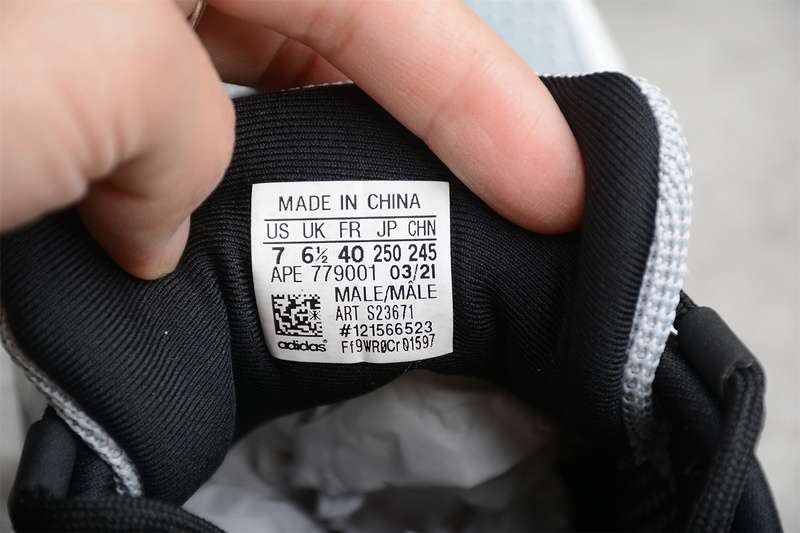 MADE IN CHINA
US UK FR JP CHN
7 6½ 40 250 245
APE 779001 03/21
MALE/MÂLE
ART S23671
#121566523
adidas Ff9WR0Cr01597